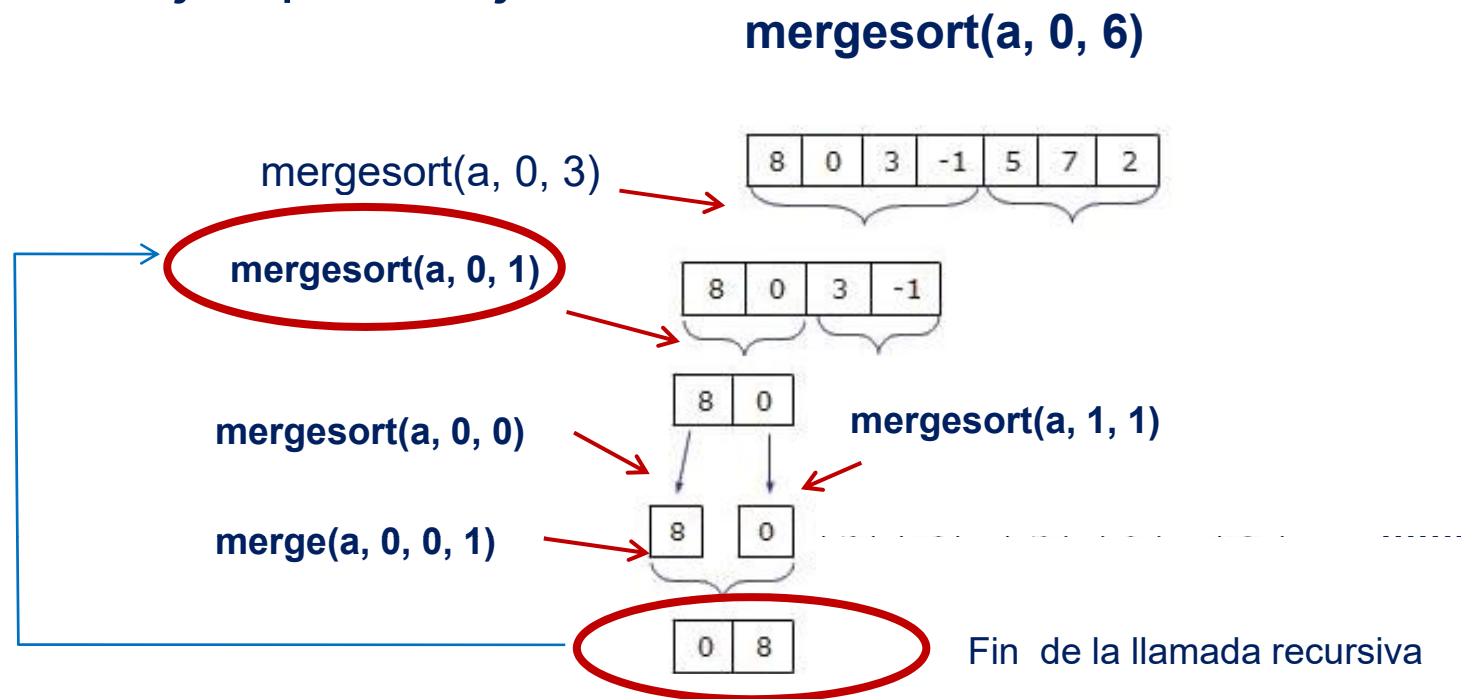 mergesort(a, 0, 6)
8 0 3 -1 5 7 2
mergesort(a, 0, 3)
mergesort(a, 0, 1)
8 0 3 -1
8 0
mergesort(a, 0, 0)
mergesort(a, 1, 1)
8 0
merge(a, 0, 0, 1)
0 8
Fin de la llamada recursiva